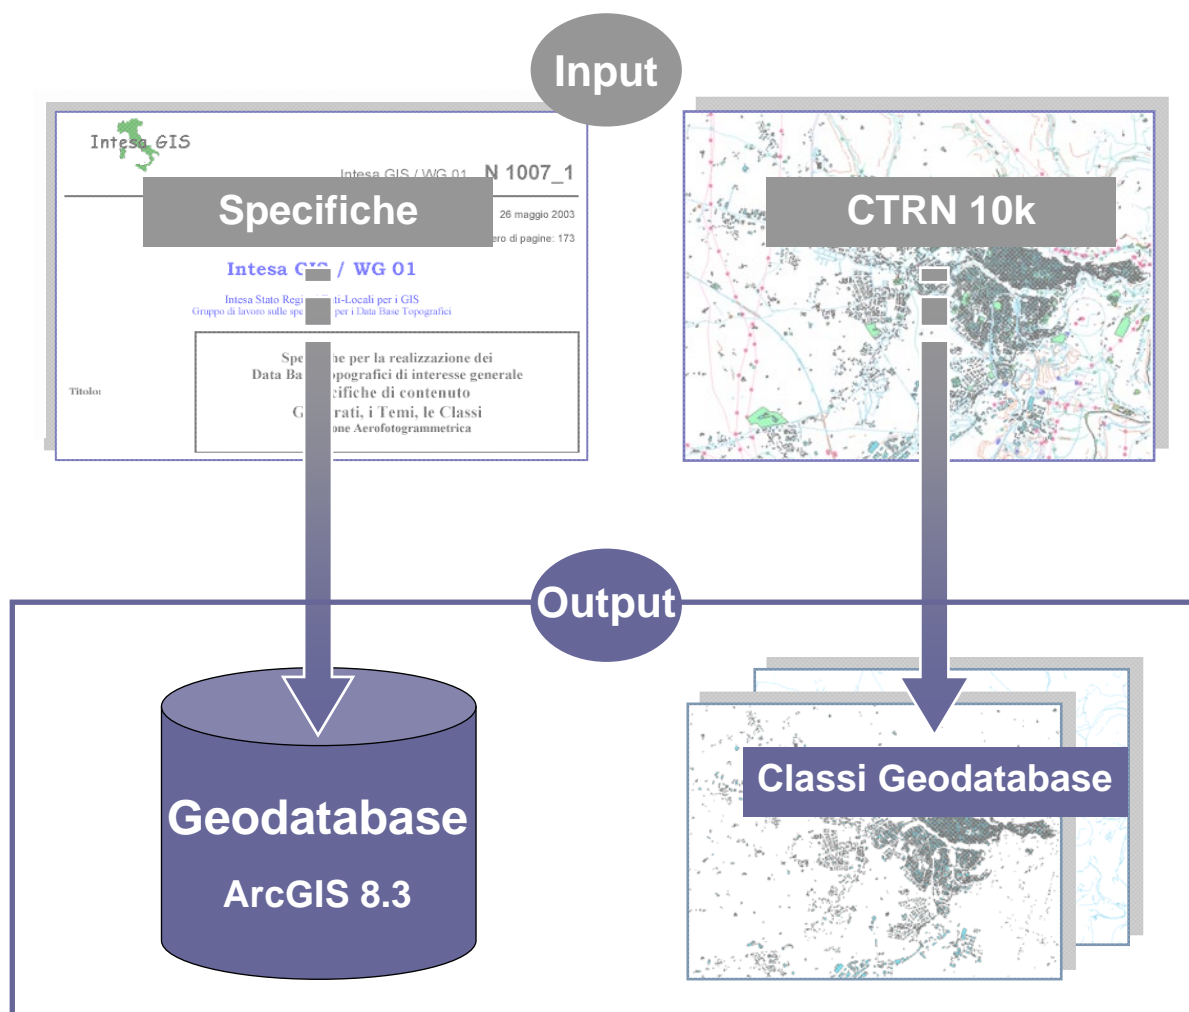 Input
Intesa GIS
Intesa GIS / WG 01 N 1007_1
Specifiche
26 maggio 2003
ero di pagine: 173
Intesa / WG 01
Intesa Stato Regi ti-Locali per i GIS
Gruppo di lavoro sulle spe per i Data Base Topografici
Spe he per la realizzazione dei
Data Ba opografici di interesse generale
cifiche di contenuto
Titolo:
G rati, i Temi, le Classi
one Aerofotogrammetrica
CTRN 10k
Output
Geodatabase
ArcGIS 8.3
Classi Geodatabase